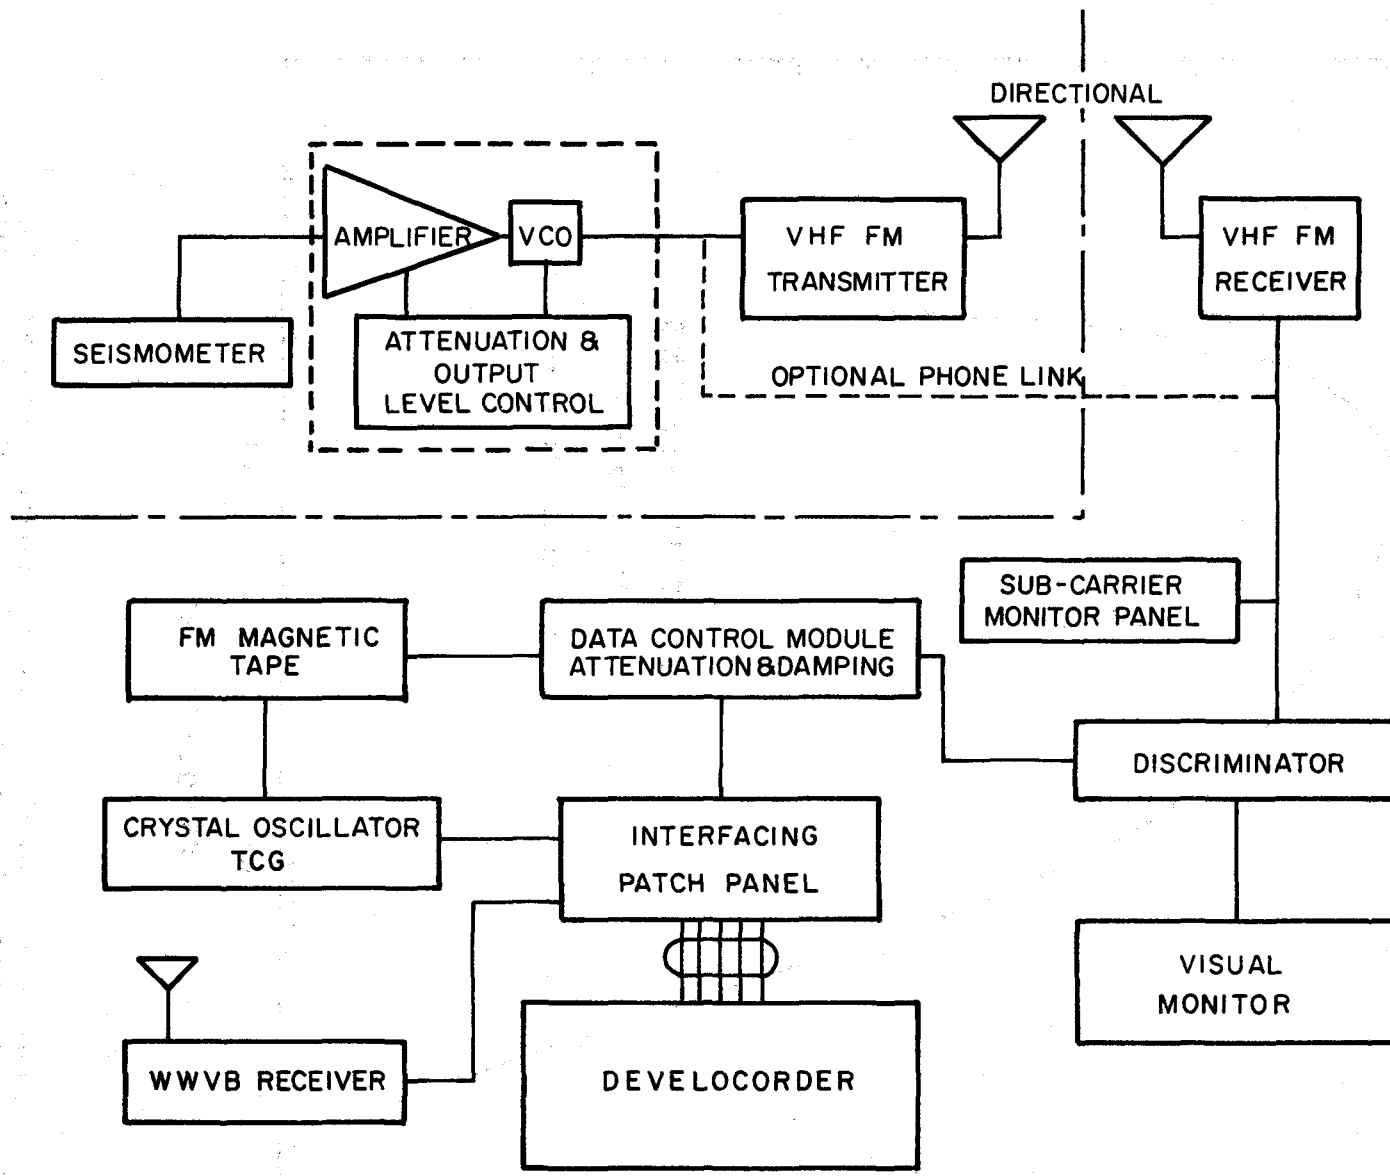 DIRECTIONAL
AMPLIFIER
VCO
VHF FM
TRANSMITTER
VHF FM
RECEIVER
SEISMOMETER
ATTENUATION &
OUTPUT
LEVEL CONTROL
OPTIONAL PHONE LINK
SUB-CARRIER
MONITOR PANEL
FM MAGNETIC
TAPE
DATA CONTROL MODULE
ATTENUATION&DAMPING
DISCRIMINATOR
CRYSTAL OSCILLATOR
TCG
INTERFACING
PATCH PANEL
VISUAL
MONITOR
WWVB RECEIVER
DEVELOCORDER